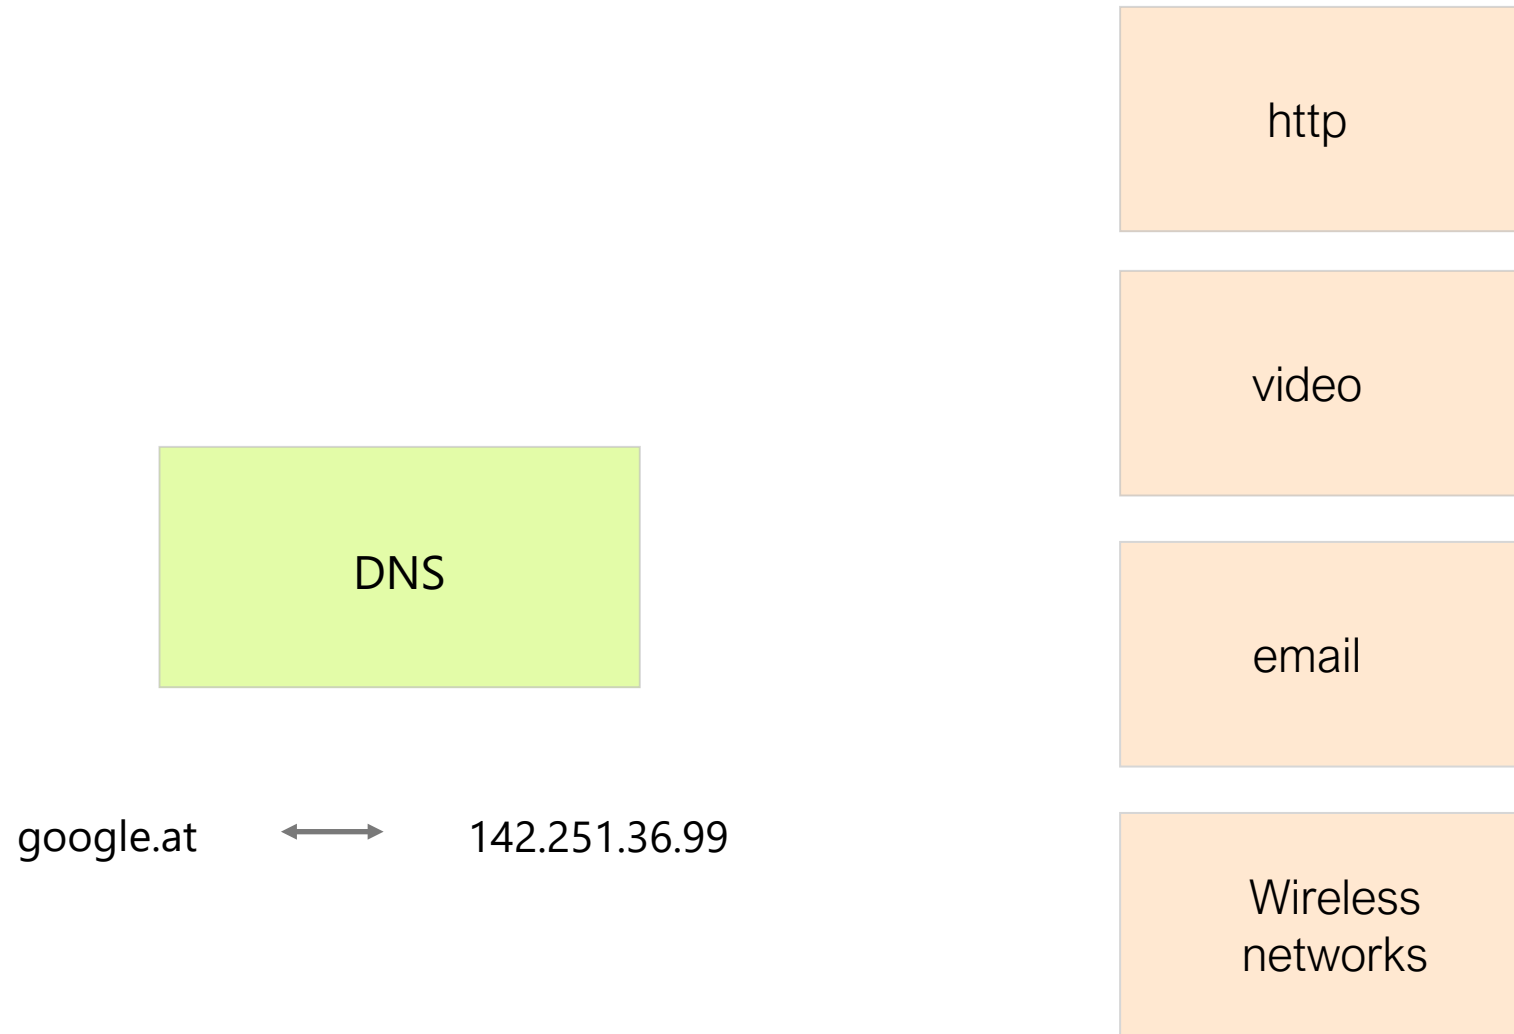 http
video
DNS
email
google.at
142.251.36.99
Wireless
networks